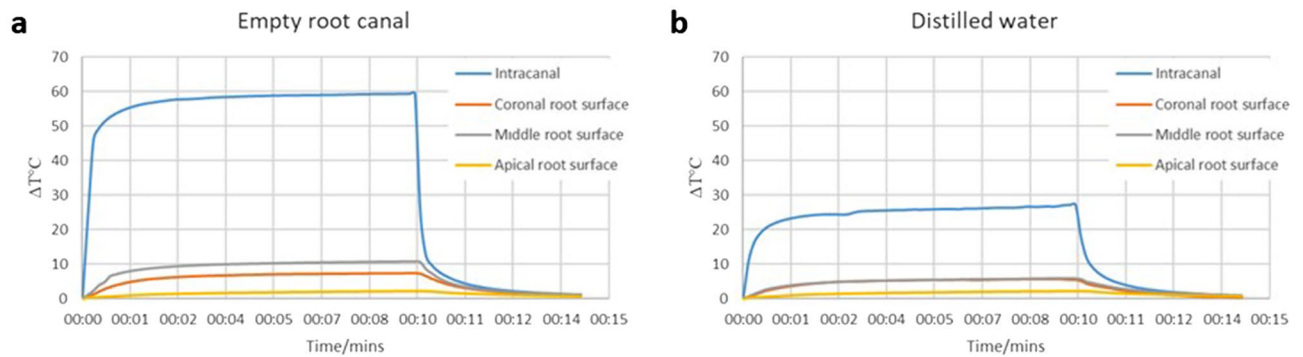 a
Empty root canal
70
60
50
40
30
20
10
0
ΔT°C
Intracanal
Coronal root surface
Mıddle root surface
Apical root surface
00:00 00:01 00:02 00:04 00:05 00:07 00:08 00:10 00:11 00:12 00:14 00:15
Time/mins
b
Distilled water
70
60
50
40
30
20
10
0
ΔT°C
Intracanal
Coronal root surface
Mıddle root surface
Apical root surface
00:00 00:01 00:02 00:04 00:05 00:07 00:08 00:10 00:11 00:12 00:14 00:15
Time/mins